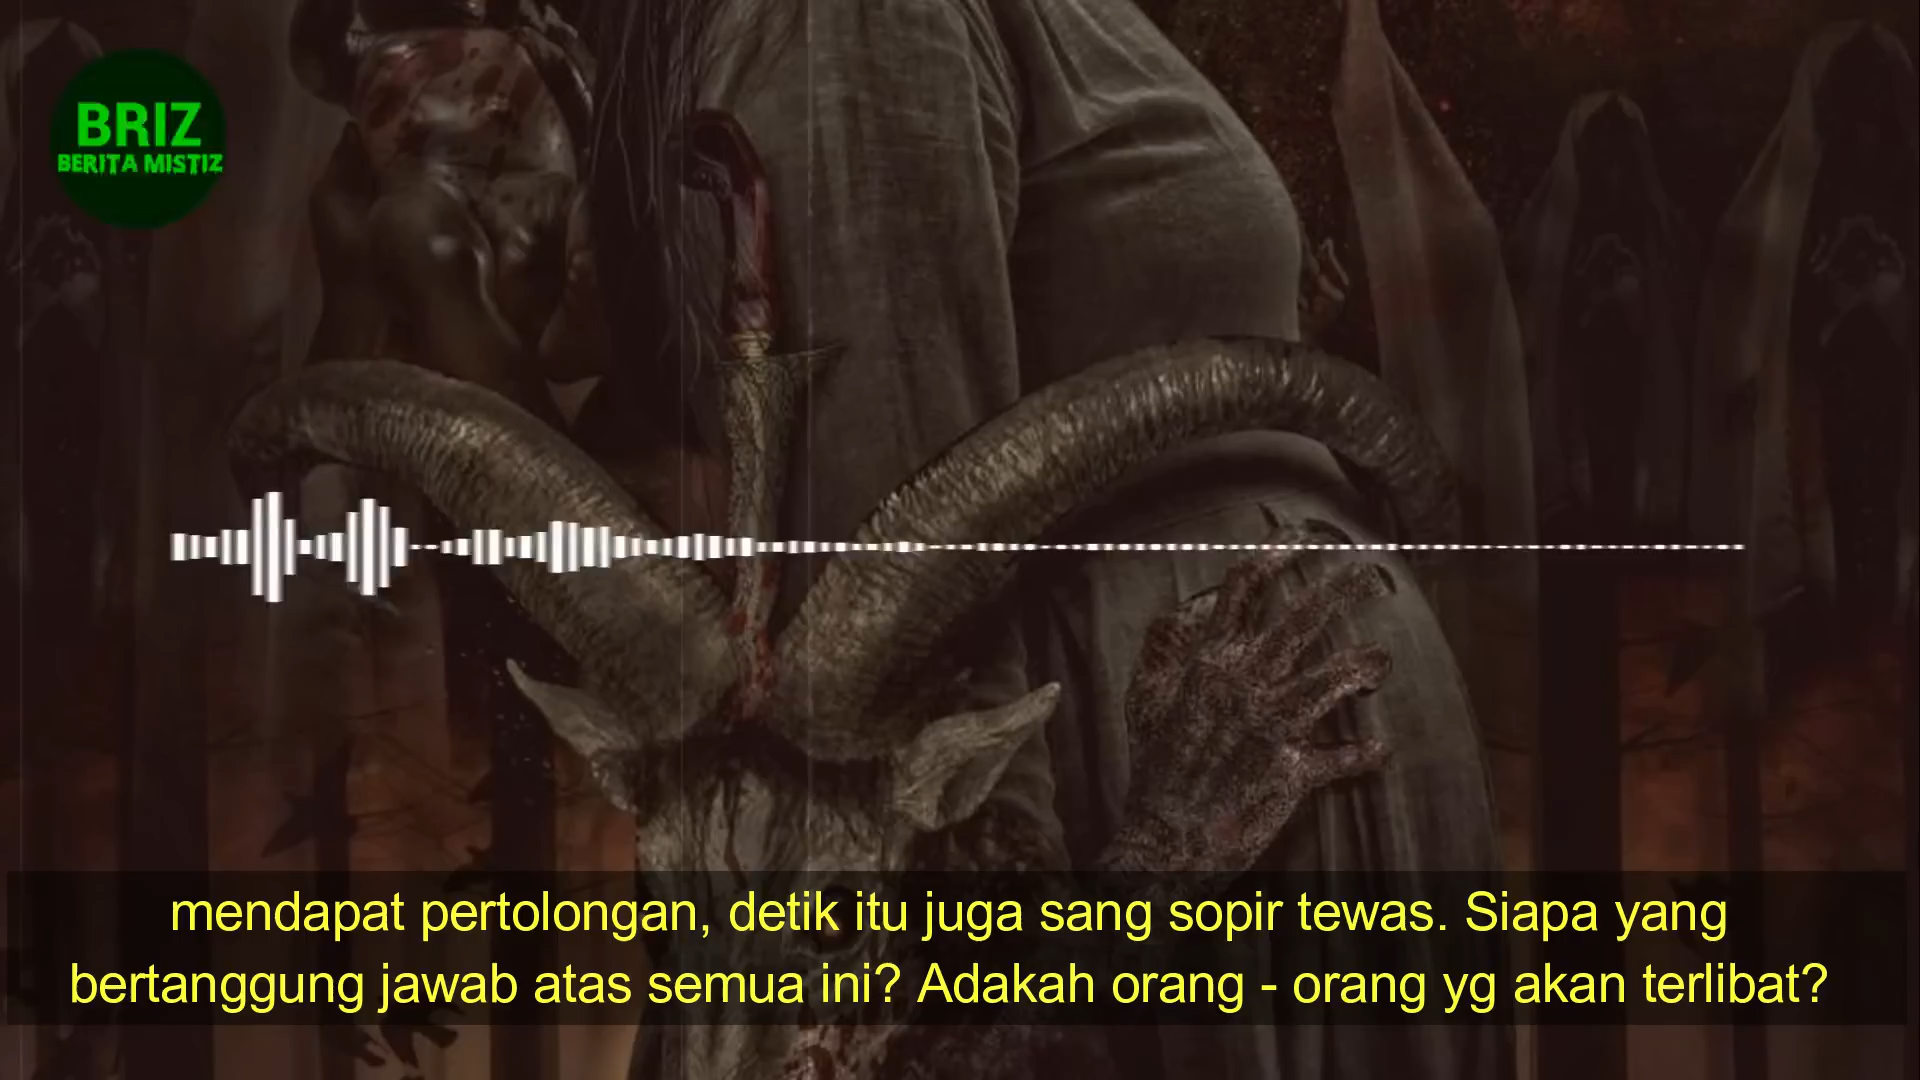 BRIZ
BERITA MISTIZ
mendapat pertolongan, detik itu juga sang sopir tewas. Siapa yang
bertanggung jawab atas semua ini? Adakah orang - orang yg akan terlibat?